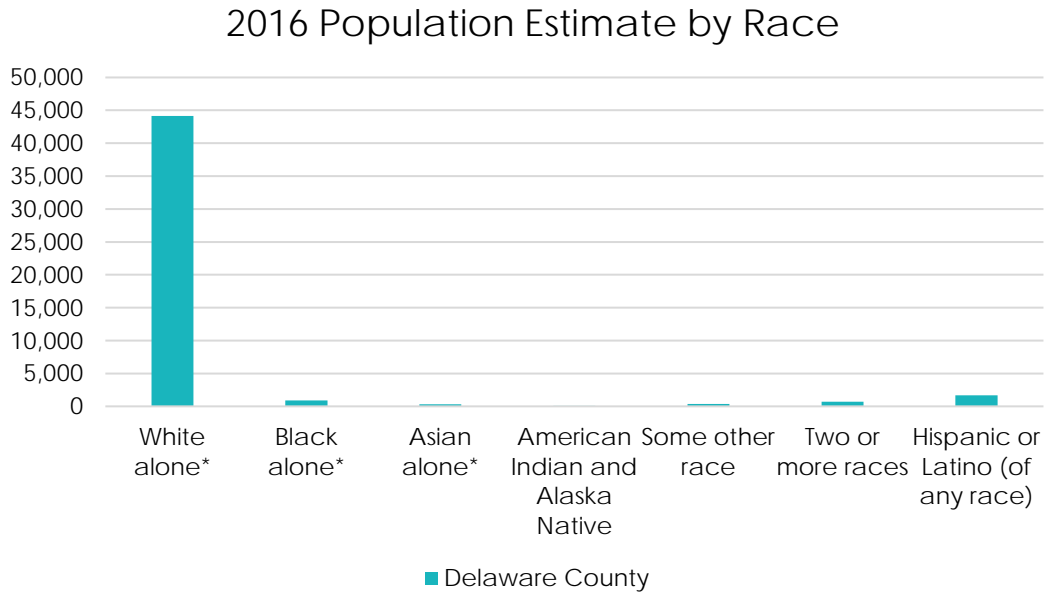 2016 Population Estimate by Race
50,000
45,000
40,000
35,000
30,000
25,000
20,000
15,000
10,000
5,000
0
White
alone*
Black
alone*
Asian
alone*
American
Indian and
Alaska
Native
Some other
race
Two or
more races
Hispanic or
Latino (of
any race)
Delaware County